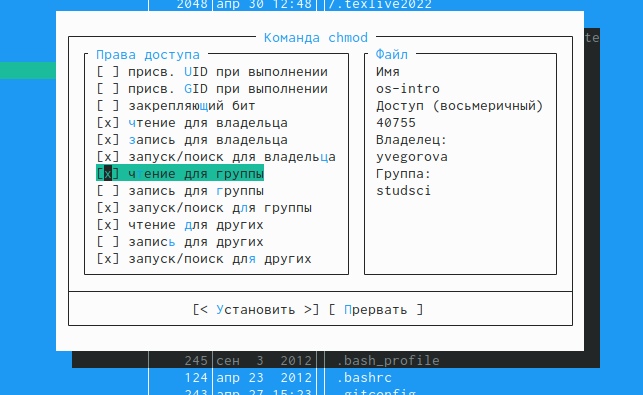 2048 апр 30 12:48 /.texlive2022
Команда chmod
Права доступа
[ ] присв. UID при выполнении
[ ] присв. GID при выполнении
[ ] закрепляющий бит
[x] чтение для владельца
[x] запись для владельца
[x] запуск/поиск для владельца
[x] ч ение для группы
[ ] запись для группы
[x] запуск/поиск для группы
[x] чтение для других
[ ] запись для других
[x] запуск/поиск для других
Файл
Имя
os-intro
Доступ (восьмеричный)
40755
Владелец:
yvegorova
Группа:
studsci
te
[< Установить >] [ Прервать ]
245 сен 3 2012 .bash_profile
124 апр 23 2012 .bashrc
243 апр 27 15:23 .gitconfig